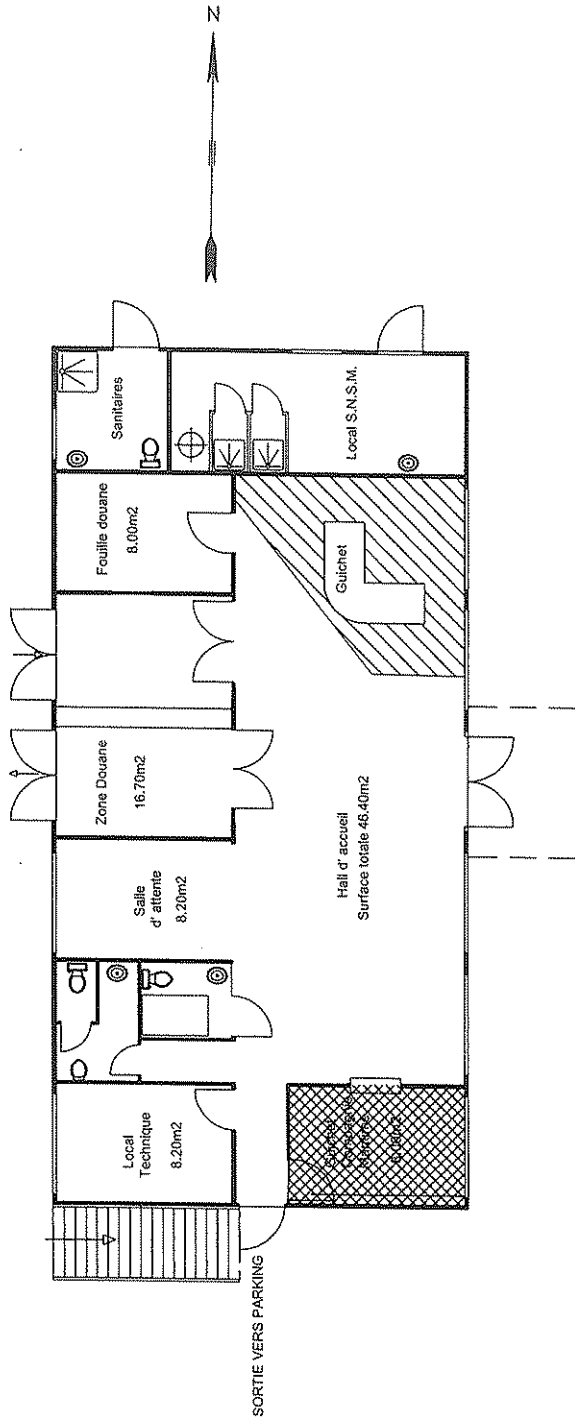 N
Sanitaires
Local S.N.S.M.
Fouille douane
8.00m2
Guichet
Zone Douane
16.70m2
Salle
d' attente
8.20m2
Hall d' accueil
Surface totale 46.40m2
Local
Technique
8.20m2
Guichet
SORTIE VERS PARKING